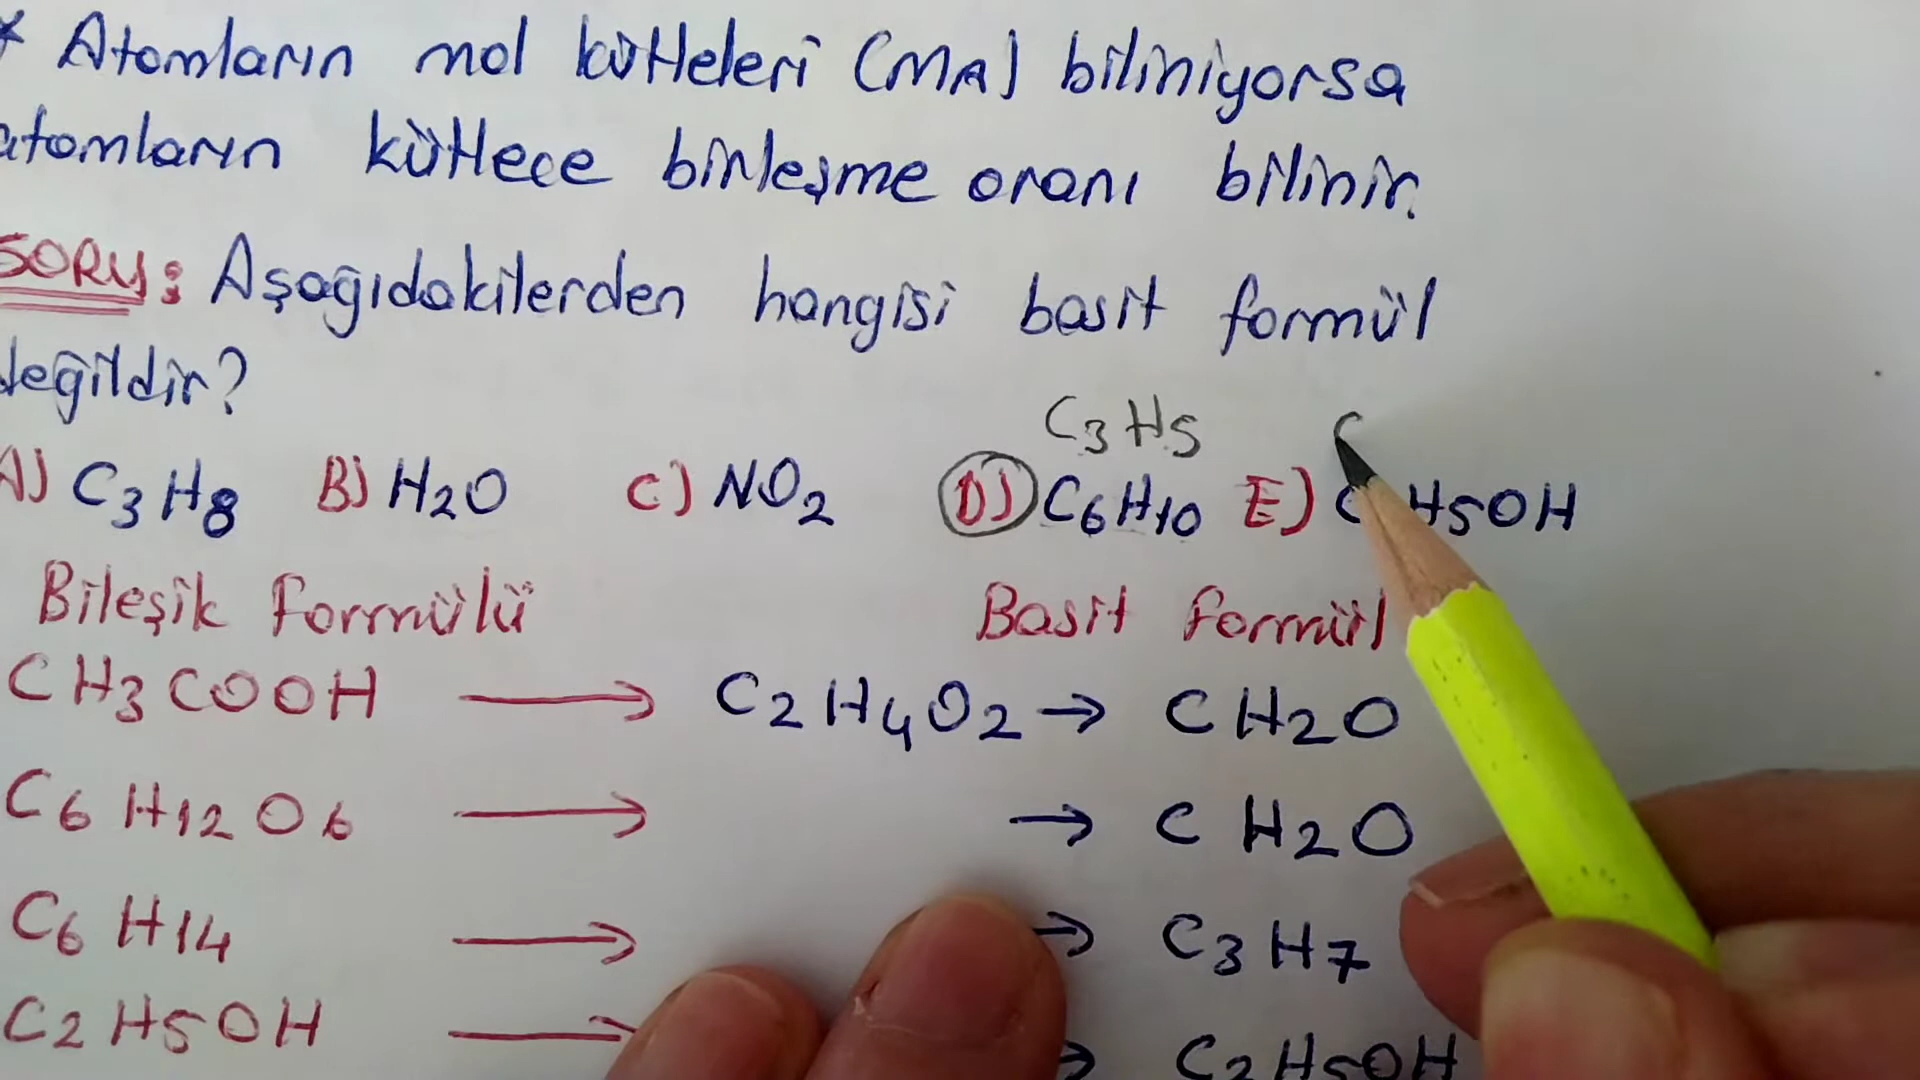 * Atomların mol kütleleri (MA) biliniyorsa
atomların kütlece birleşme oranı bilinir.
SORU: Aşağıdakilerden hangisi basit formül
değildir?
C3H5 C
A) C3H8 B) H2O C) NO2 D) C6H10 E) C H5OH
Bileşik Formülü Basit Formül
CH3COOH → C2H4O2 → CH2O
C6H12O6 → → CH2O
C6H14 → → C3H7
C2H5OH → → C2H5OH